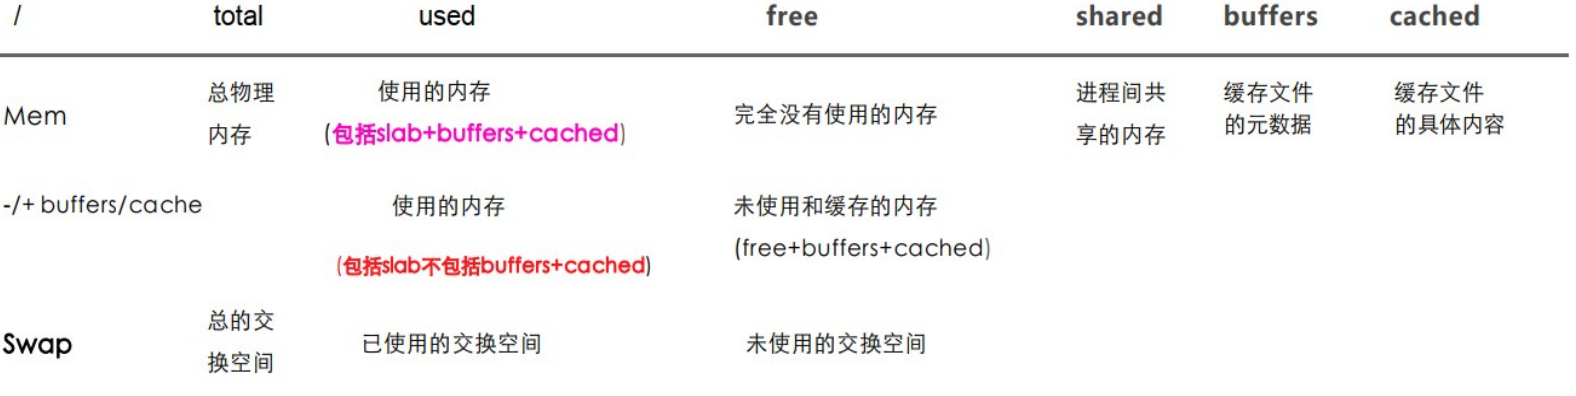 / total used free shared buffers cached
总物理 使用的内存 进程间共 缓存文件 缓存文件
Mem 完全没有使用的内存
内存 (包括slab+buffers+cached) 享的内存 的元数据 的具体内容
-/+ buffers/cache 使用的内存 未使用和缓存的内存
(free+buffers+cached)
(包括slab不包括buffers+cached)
总的交
Swap 已使用的交换空间 未使用的交换空间
换空间